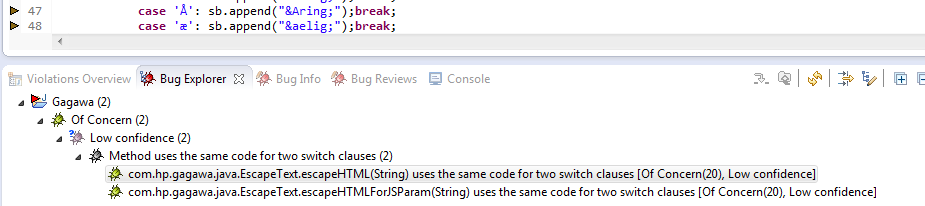 47 case 'Å': sb.append("&Aring;");break;
48 case 'æ': sb.append("&aelig;");break;
Violations Overview Bug Explorer Bug Info Bug Reviews Console
Gagawa (2)
Of Concern (2)
Low confidence (2)
Method uses the same code for two switch clauses (2)
com.hp.gagawa.java.EscapeText.escapeHTML(String) uses the same code for two switch clauses [Of Concern(20), Low confidence]
com.hp.gagawa.java.EscapeText.escapeHTMLForJSParam(String) uses the same code for two switch clauses [Of Concern(20), Low confidence]